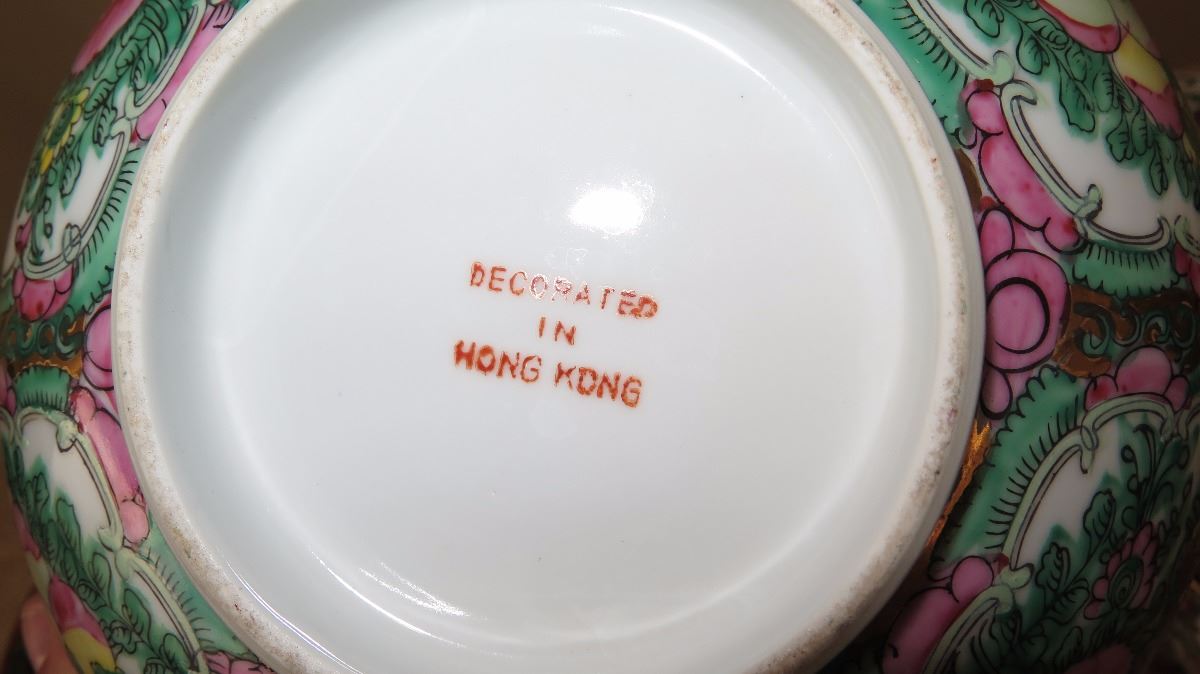 DECORATED
IN
HONG KONG